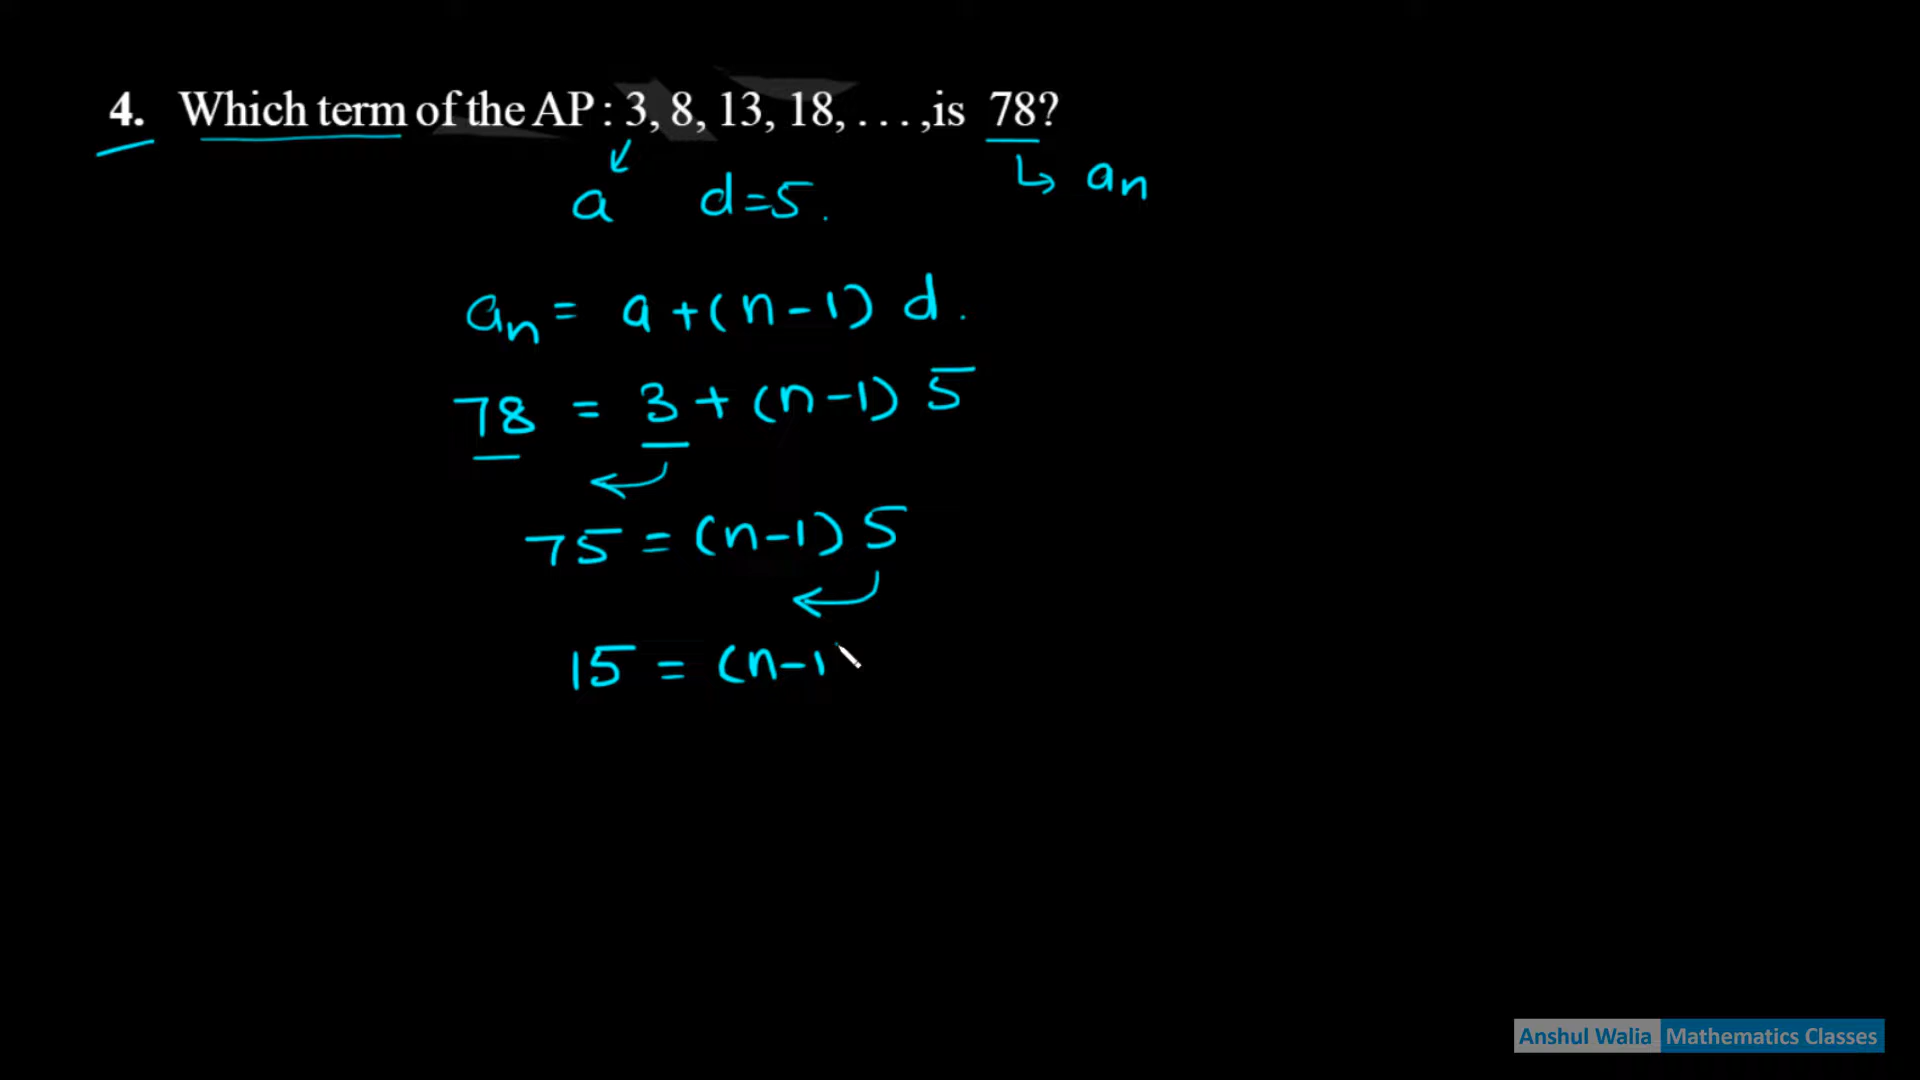 4. Which term of the AP : 3, 8, 13, 18, . . . ,is 78?
a d=5. an
an = a+(n-1) d.
78 = 3+(n-1) 5
75 = (n-1) 5
15 = (n-1
Anshul Walia Mathematics Classes